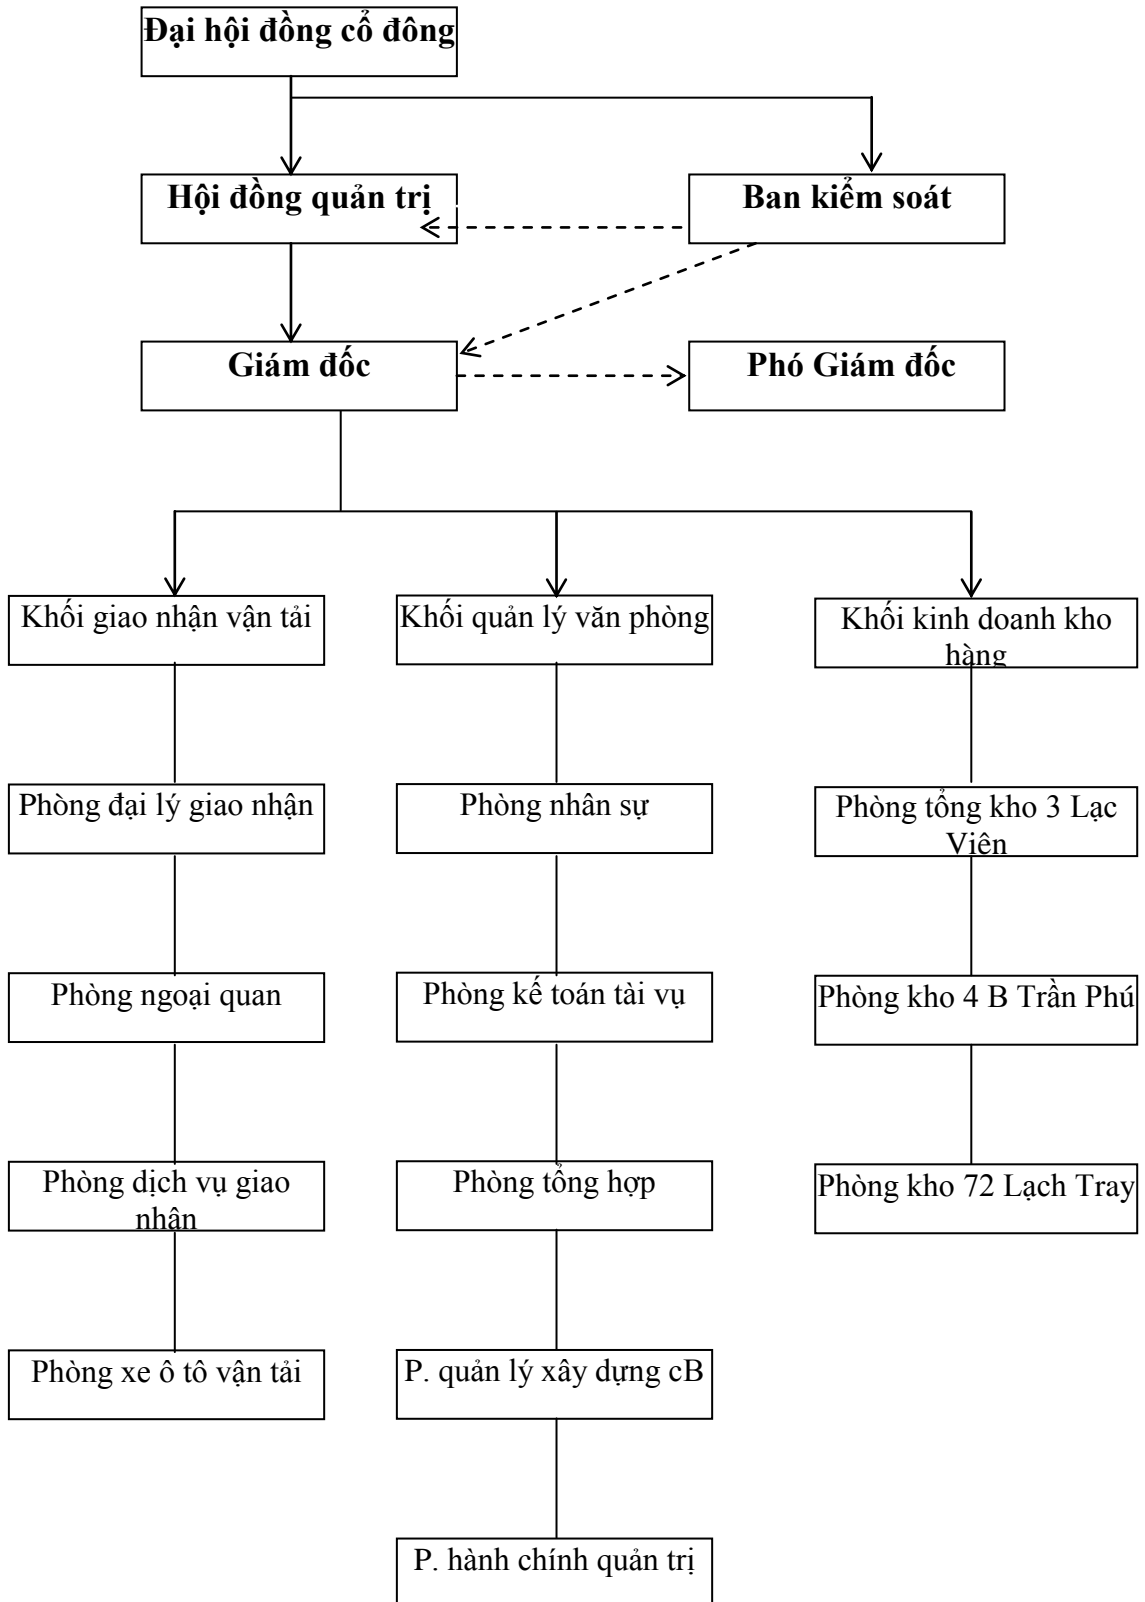 Đại hội đồng cổ đông
Hội đồng quản trị
Ban kiểm soát
Giám đốc
Phó Giám đốc
Khối giao nhận vận tải
Khối quản lý văn phòng
Khối kinh doanh kho
hàng
Phòng đại lý giao nhận
Phòng nhân sự
Phòng tổng kho 3 Lạc
Viên
Phòng ngoại quan
Phòng kế toán tài vụ
Phòng kho 4 B Trần Phú
Phòng dịch vụ giao
nhận
Phòng tổng hợp
Phòng kho 72 Lạch Tray
Phòng xe ô tô vận tải
P. quản lý xây dựng cB
P. hành chính quản trị